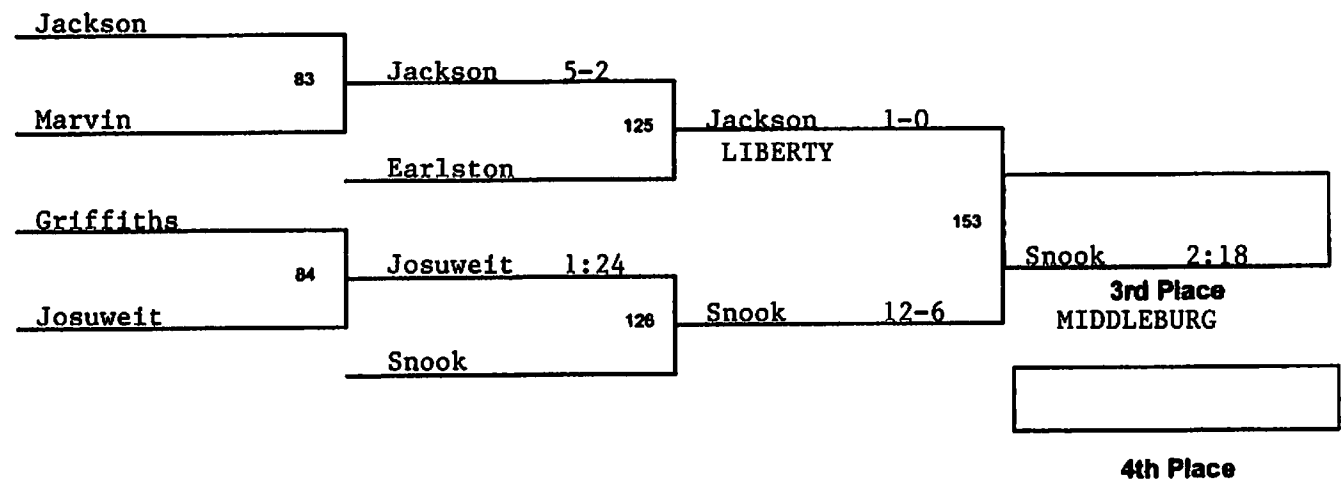 Jackson
83
Jackson 5-2
Marvin
125
Jackson 1-0
LIBERTY
Earlston
Griffiths
153
84
Josuweit 1:24
Snook 2:18
3rd Place
MIDDLEBURG
Josuweit
126
Snook 12-6
Snook
4th Place